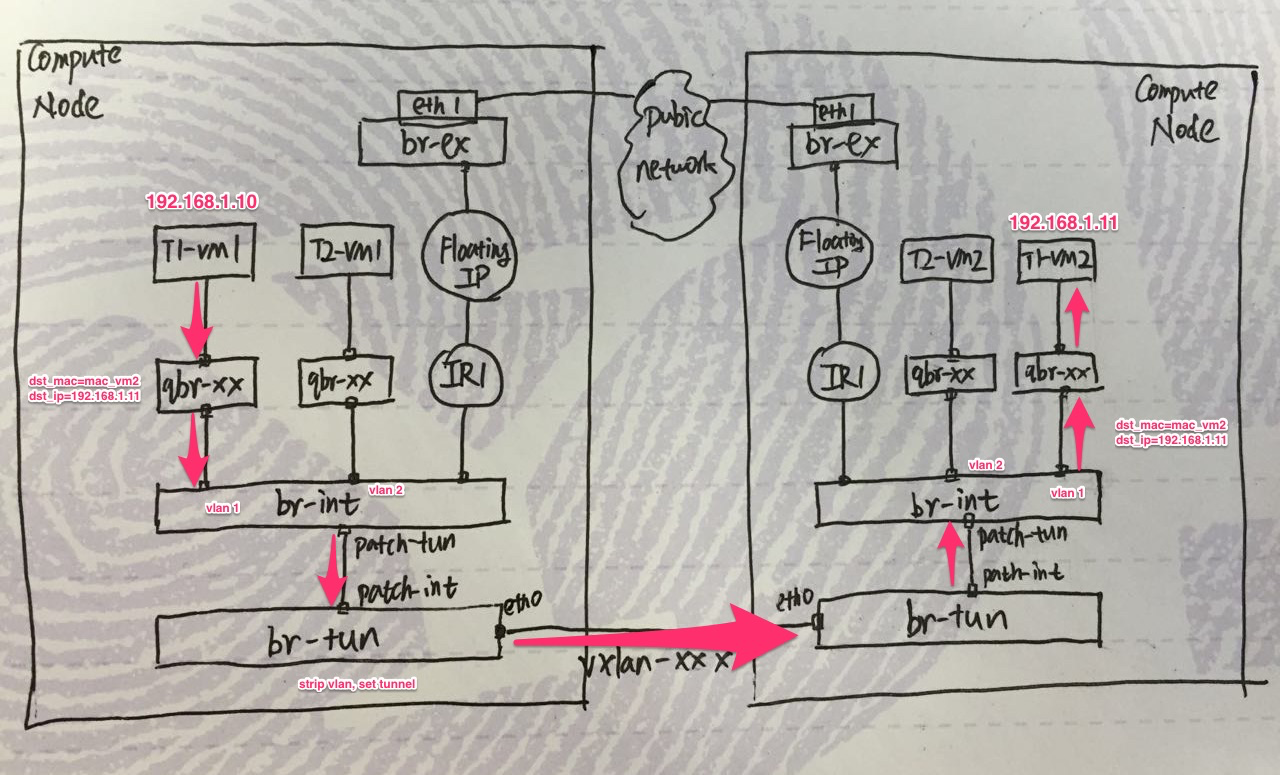 Compute
Node
eth1
br-ex
192.168.1.10
T1-vm1
T2-vm1
Floating
IP
dst_mac=mac_vm2
dst_ip=192.168.1.11
qbr-xx
qbr-xx
IR1
vlan 1
br-int
vlan 2
patch-tun
patch-int
br-tun
eth0
strip vlan, set tunnel
Pubic
network
vxlan-xxx
Compute
Node
eth1
br-ex
192.168.1.11
Floating
IP
T2-vm2
T1-vm2
IR1
qbr-xx
qbr-xx
dst_mac=mac_vm2
dst_ip=192.168.1.11
vlan 2
br-int
vlan 1
patch-tun
path-int
eth0
br-tun